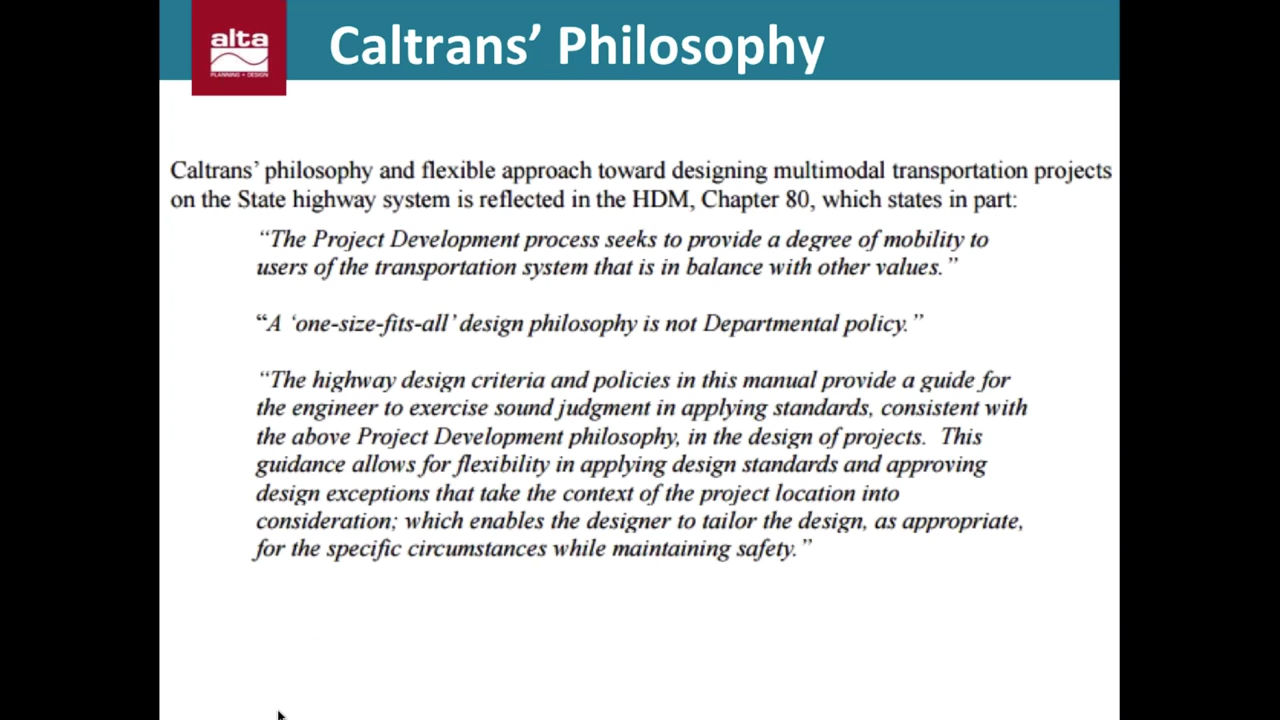 alta
PLANNING + DESIGN
Caltrans’ Philosophy
Caltrans’ philosophy and flexible approach toward designing multimodal transportation projects
on the State highway system is reflected in the HDM, Chapter 80, which states in part:
“The Project Development process seeks to provide a degree of mobility to
users of the transportation system that is in balance with other values.”
“A ‘one-size-fits-all’ design philosophy is not Departmental policy.”
“The highway design criteria and policies in this manual provide a guide for
the engineer to exercise sound judgment in applying standards, consistent with
the above Project Development philosophy, in the design of projects.  This
guidance allows for flexibility in applying design standards and approving
design exceptions that take the context of the project location into
consideration; which enables the designer to tailor the design, as appropriate,
for the specific circumstances while maintaining safety.”